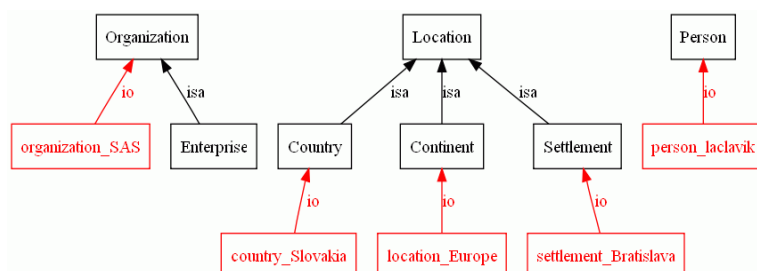 Organization
Location
Person
io
isa
isa
isa
isa
io
organization_SAS
Enterprise
Country
Continent
Settlement
person_laclavik
io
io
io
country_Slovakia
location_Europe
settlement_Bratislava